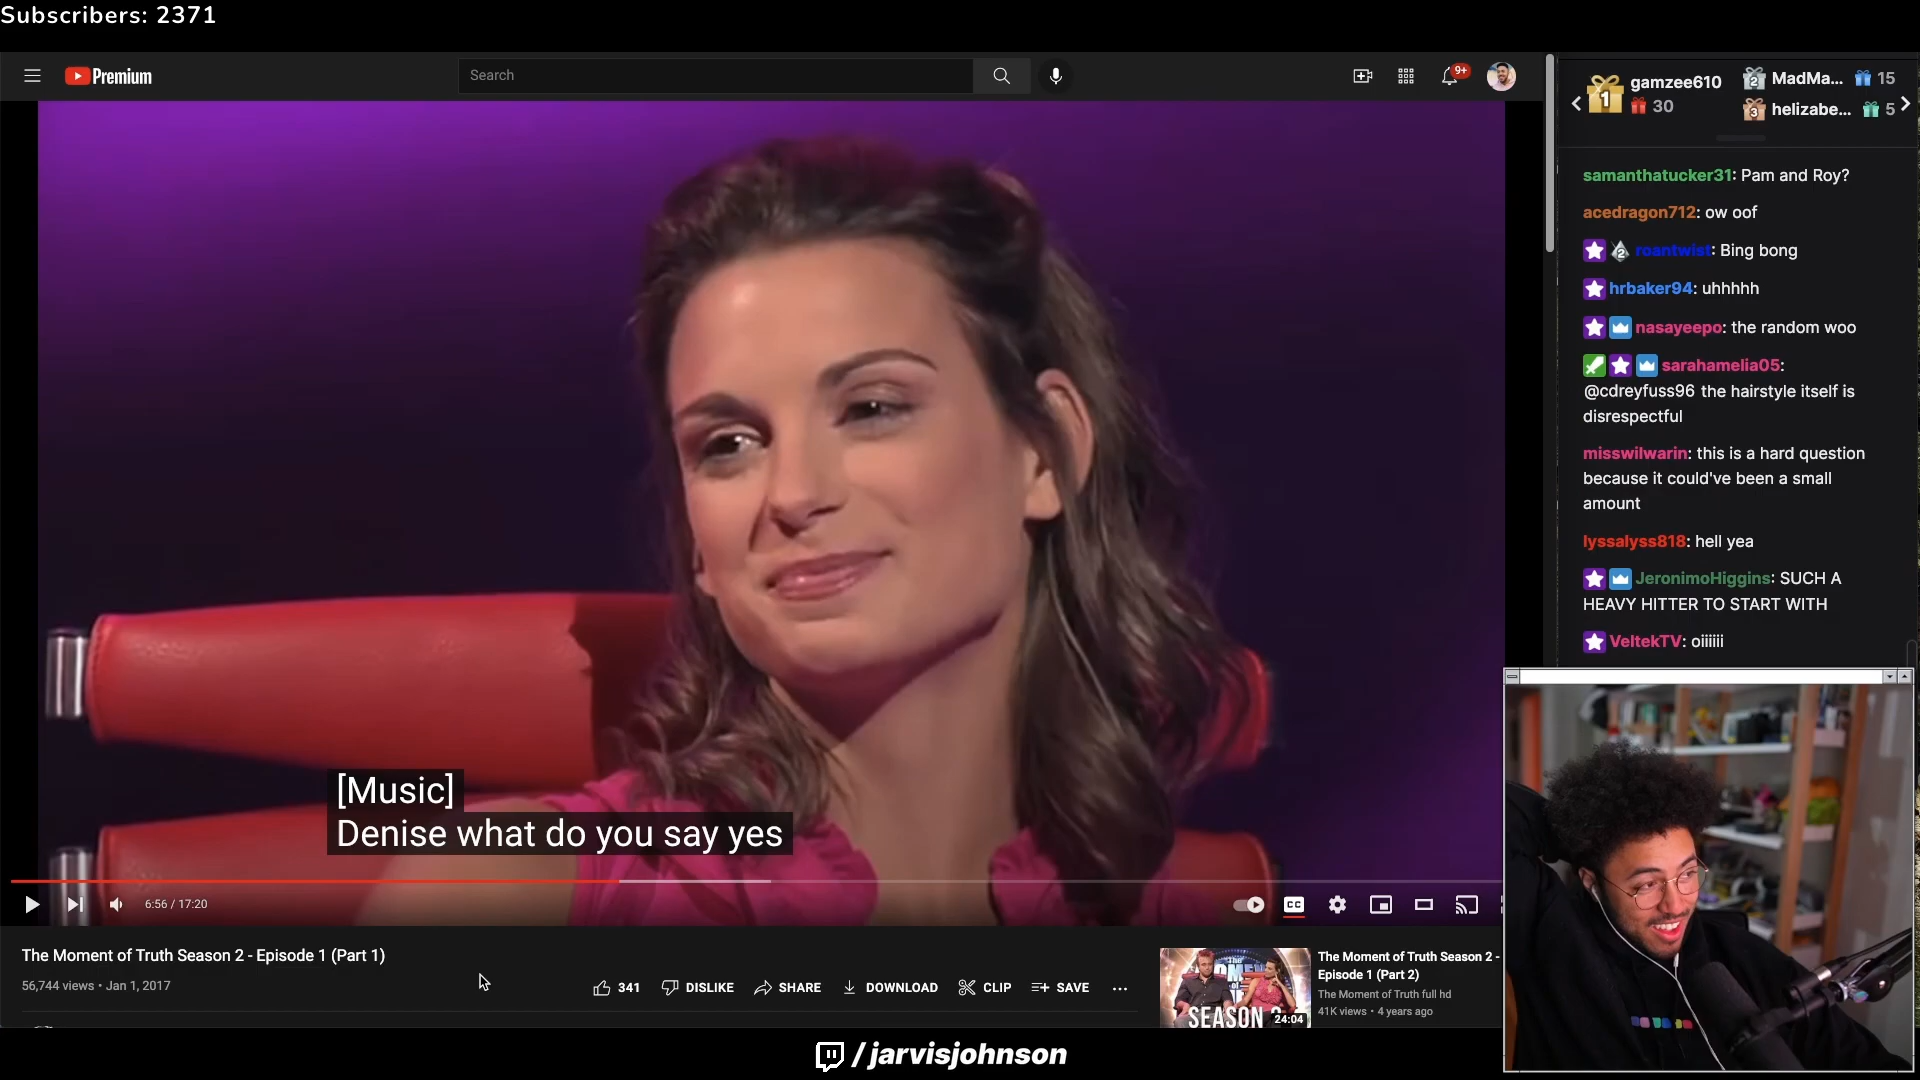 Subscribers: 2371
Premium
Search
9+
1
gamzee610
30
2
MadMa...
15
3
helizabe...
5
samanthatucker31: Pam and Roy?
acedragon712: ow oof
2
roantwist: Bing bong
hrbaker94: uhhhhh
nasayeepo: the random woo
sarahamelia05:
@cdreyfuss96 the hairstyle itself is
disrespectful
misswilwarin: this is a hard question
because it could've been a small
amount
lyssalyss818: hell yea
JeronimoHiggins: SUCH A
HEAVY HITTER TO START WITH
VeltekTV: oiiiiii
[Music]
Denise what do you say yes
6:56 / 17:20
CC
The Moment of Truth Season 2 - Episode 1 (Part 1)
56,744 views • Jan 1, 2017
341
DISLIKE
SHARE
DOWNLOAD
CLIP
SAVE
SEASON
24:04
The Moment of Truth Season 2 -
Episode 1 (Part 2)
The Moment of Truth full hd
41K views • 4 years ago
/jarvisjohnson